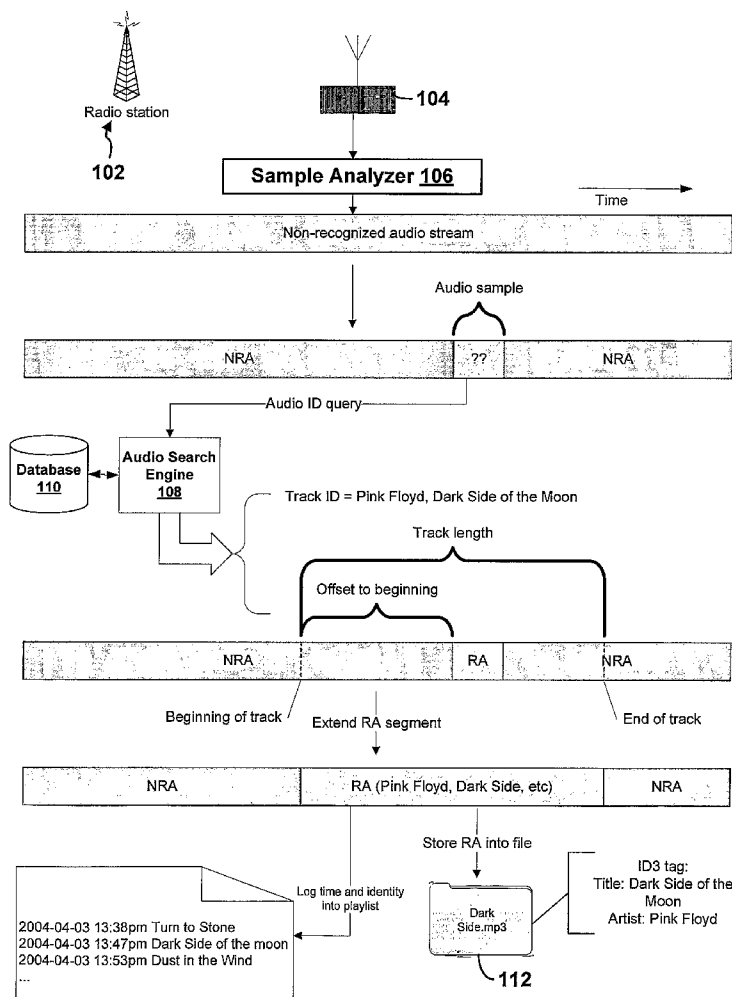 Radio station
102
104
Sample Analyzer 106
Time
Non-recognized audio stream
Audio sample
NRA
??
NRA
Audio ID query
Database
110
Audio Search
Engine
108
Track ID = Pink Floyd, Dark Side of the Moon
Track length
Offset to beginning
NRA
RA
NRA
Beginning of track
Extend RA segment
End of track
NRA
RA (Pink Floyd, Dark Side, etc)
NRA
Store RA into file
Log time and identity
into playlist
ID3 tag:
Title: Dark Side of the
Moon
Artist: Pink Floyd
Dark
Side.mp3
112
2004-04-03 13:38pm Turn to Stone
2004-04-03 13:47pm Dark Side of the moon
2004-04-03 13:53pm Dust in the Wind
...